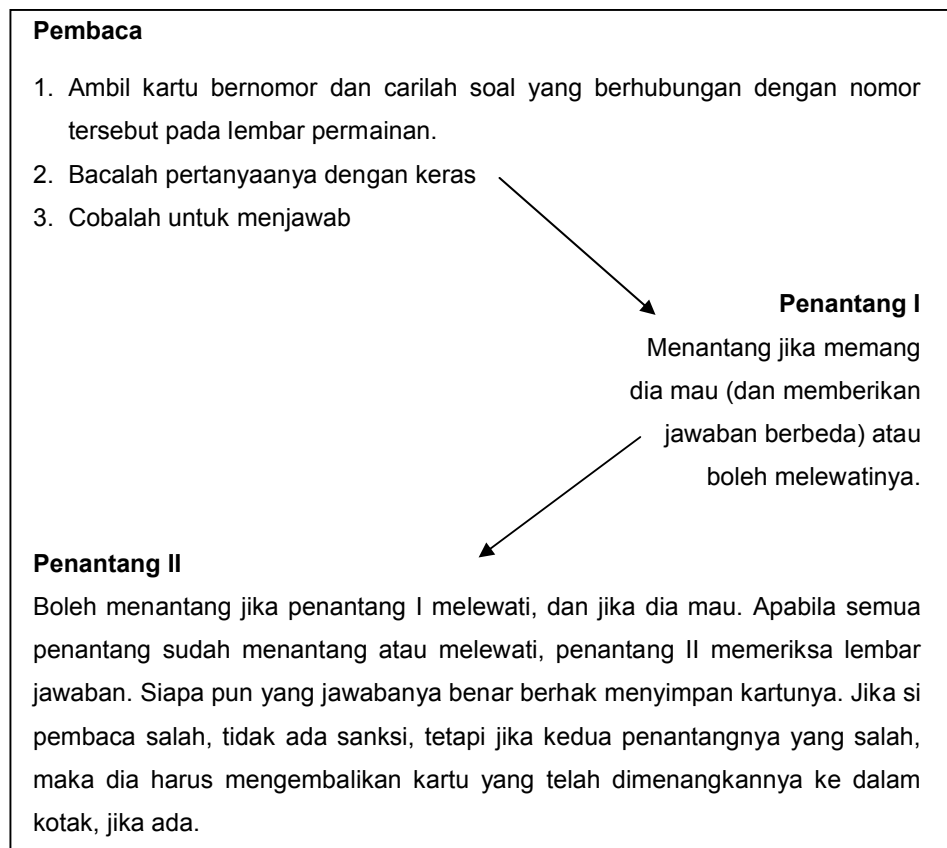 Pembaca
1. Ambil kartu bernomor dan carilah soal yang berhubungan dengan nomor
tersebut pada lembar permainan.
2. Bacalah pertanyaanya dengan keras
3. Cobalah untuk menjawab
Penantang I
Menantang jika memang
dia mau (dan memberikan
jawaban berbeda) atau
boleh melewatinya.
Penantang II
Boleh menantang jika penantang I melewati, dan jika dia mau. Apabila semua
penantang sudah menantang atau melewati, penantang II memeriksa lembar
jawaban. Siapa pun yang jawabanya benar berhak menyimpan kartunya. Jika si
pembaca salah, tidak ada sanksi, tetapi jika kedua penantangnya yang salah,
maka dia harus mengembalikan kartu yang telah dimenangkannya ke dalam
kotak, jika ada.